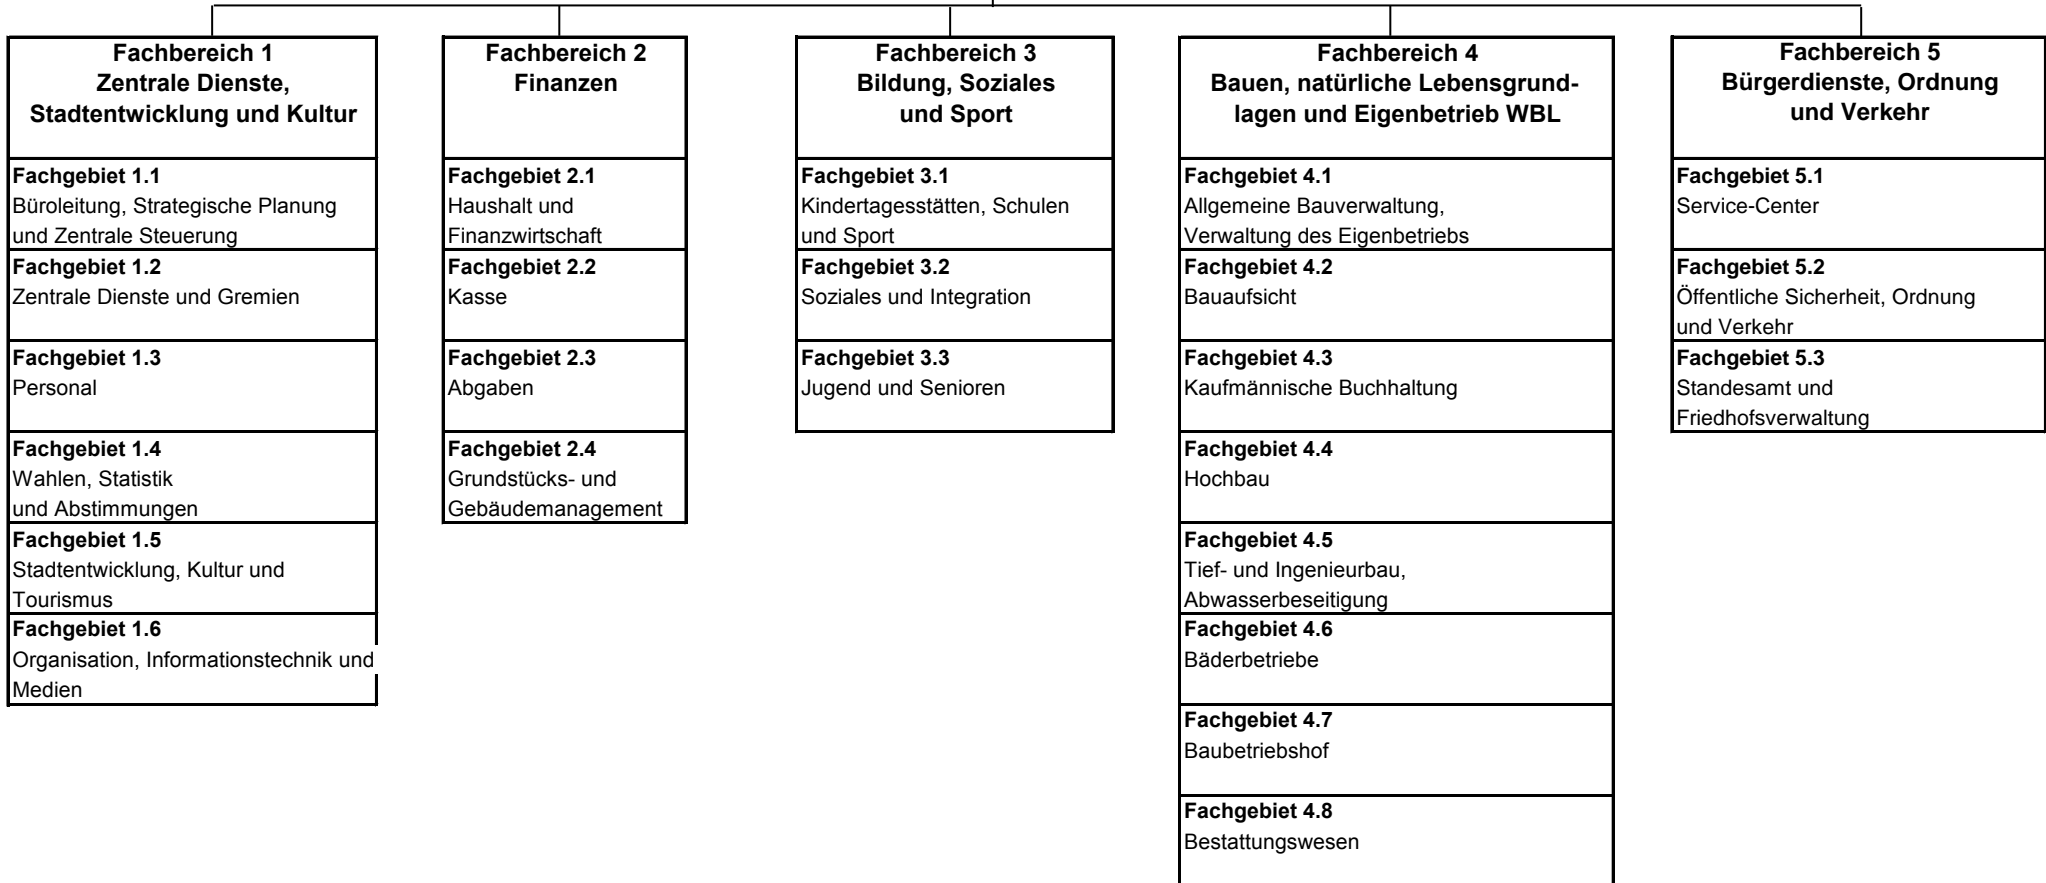 Fachbereich 1
Zentrale Dienste,
Stadtentwicklung und Kultur
Fachgebiet 1.1
Büroleitung, Strategische Planung
und Zentrale Steuerung
Fachgebiet 1.2
Zentrale Dienste und Gremien
Fachgebiet 1.3
Personal
Fachgebiet 1.4
Wahlen, Statistik
und Abstimmungen
Fachgebiet 1.5
Stadtentwicklung, Kultur und
Tourismus
Fachgebiet 1.6
Organisation, Informationstechnik und
Medien
Fachbereich 2
Finanzen
Fachgebiet 2.1
Haushalt und
Finanzwirtschaft
Fachgebiet 2.2
Kasse
Fachgebiet 2.3
Abgaben
Fachgebiet 2.4
Grundstücks- und
Gebäudemanagement
Fachbereich 3
Bildung, Soziales
und Sport
Fachgebiet 3.1
Kindertagesstätten, Schulen
und Sport
Fachgebiet 3.2
Soziales und Integration
Fachgebiet 3.3
Jugend und Senioren
Fachbereich 4
Bauen, natürliche Lebensgrund-
lagen und Eigenbetrieb WBL
Fachgebiet 4.1
Allgemeine Bauverwaltung,
Verwaltung des Eigenbetriebs
Fachgebiet 4.2
Bauaufsicht
Fachgebiet 4.3
Kaufmännische Buchhaltung
Fachgebiet 4.4
Hochbau
Fachgebiet 4.5
Tief- und Ingenieurbau,
Abwasserbeseitigung
Fachgebiet 4.6
Bäderbetriebe
Fachgebiet 4.7
Baubetriebshof
Fachgebiet 4.8
Bestattungswesen
Fachbereich 5
Bürgerdienste, Ordnung
und Verkehr
Fachgebiet 5.1
Service-Center
Fachgebiet 5.2
Öffentliche Sicherheit, Ordnung
und Verkehr
Fachgebiet 5.3
Standesamt und
Friedhofsverwaltung